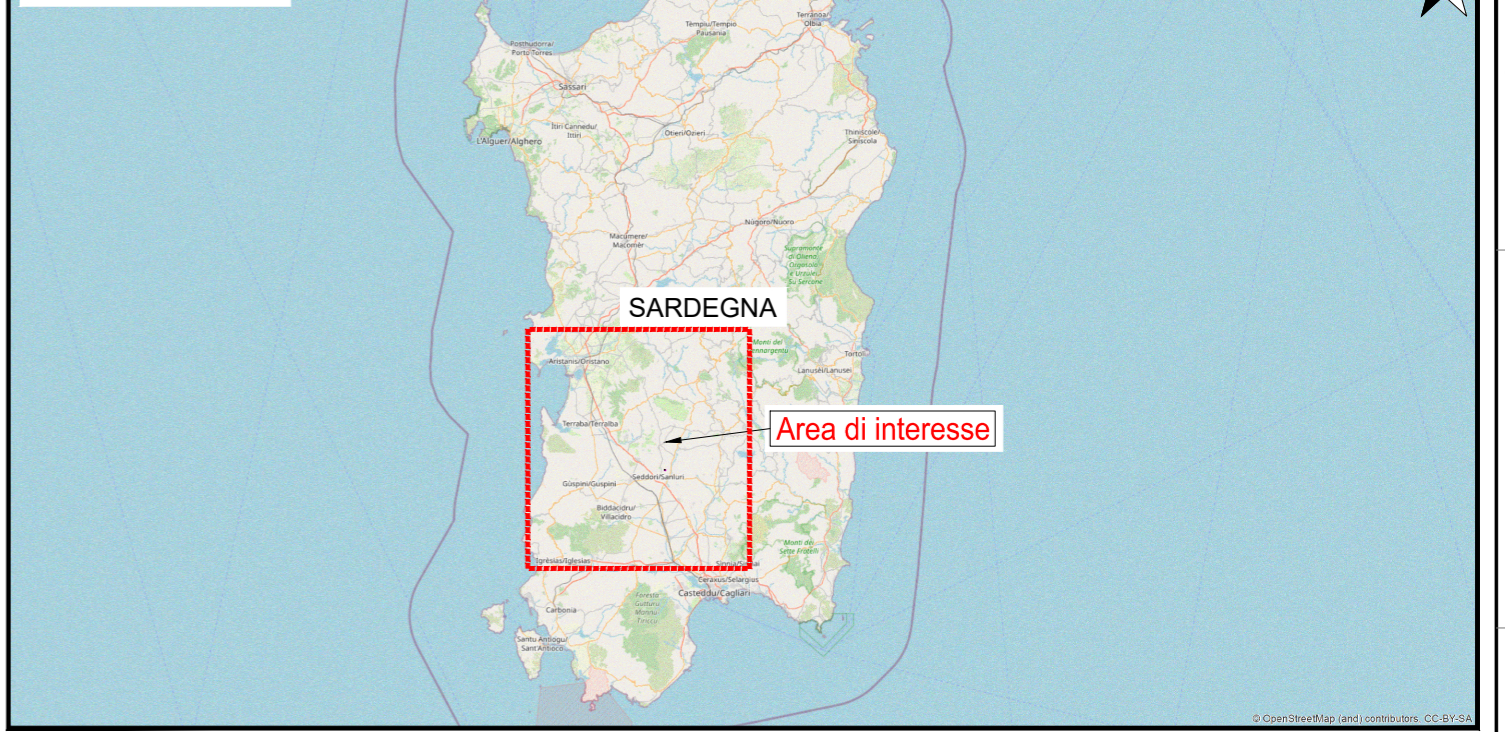 Tempiu/Tempio
Pausania
Terranoa/
Olbia
Posthudorra/
Porto Torres
Sassari
Itiri Cannedu/
Ittiri
Otieri/Ozieri
Thiniscole/
Siniscola
L'Alguer/Alghero
Nùgoro/Nuoro
Macumere/
Macomer
Supramonte
di Oliena
Orgosolo
e Urzulei
Su Sercone
SARDEGNA
Monti del
Gennargentu
Aristanis/Oristano
Tortolì
Lanusei/Lanusei
Terraba/Terralba
Area di interesse
Seddori/Sanluri
Gùspini/Guspini
Biddacidru/
Villacidro
Monti dei
Sette Fratelli
Igrèsias/Iglesias
Sinnia/Sinnai
Ceraxus/Selargius
Casteddu/Cagliari
Foresta
Gutturu
Mannu
Carbonia
Santu Antiogu/
Sant'Antioco
© OpenStreetMap (and) contributors, CC-BY-SA